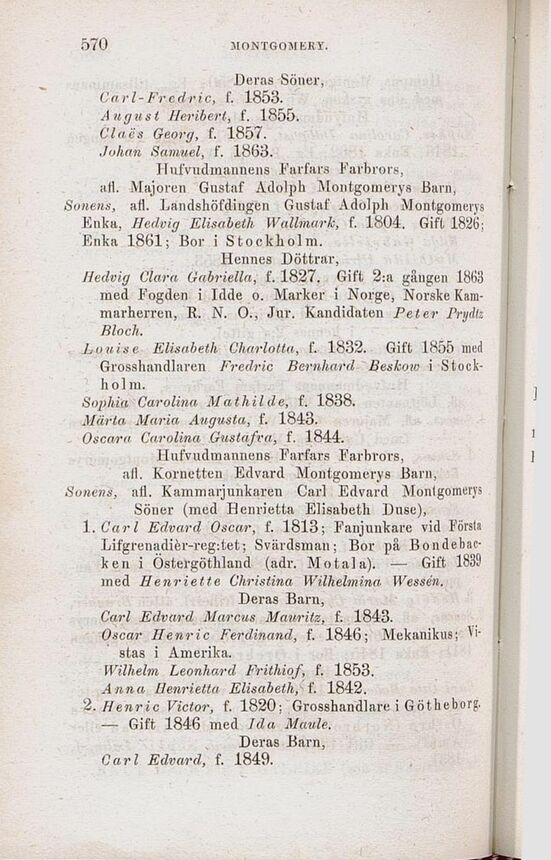 570 MONTGOMERY.
Deras Söner,
Carl-Fredric, f. 1853.
August Heribert, f. 1855.
Claës Georg, f. 1857.
Johan Samuel, f. 1863.
Hufvudmannens Farfars Farbrors,
afl. Majoren Gustaf Adolph Montgomerys Barn,
Sonens, afl. Landshöfdingen Gustaf Adolph Montgomerys
Enka, Hedvig Elisabeth Wallmark, f. 1804. Gift 1826;
Enka 1861; Bor i Stockholm.
Hennes Döttrar,
Hedvig Clara Gabriella, f. 1827. Gift 2:a gången 1863
med Fogden i Idde o. Marker i Norge, Norske Kam-
marherren, R. N. O., Jur. Kandidaten Peter Prydtz
Bloch.
Louise Elisabeth Charlotta, f. 1832. Gift 1855 med
Grosshandlaren Fredric Bernhard Beskow i Stock-
holm.
Sophia Carolina Mathilde, f. 1838.
Märta Maria Augusta, f. 1843.
Oscara Carolina Gustafva, f. 1844.
Hufvudmannens Farfars Farbrors,
afl. Kornetten Edvard Montgomerys Barn,
Sonens, afl. Kammarjunkaren Carl Edvard Montgomerys
Söner (med Henrietta Elisabeth Duse),
1. Carl Edvard Oscar, f. 1813; Fanjunkare vid Första
Lifgrenadièr-reg:tet; Svärdsman; Bor på Bondebac-
ken i Östergöthland (adr. Motala). — Gift 1839
med Henriette Christina Wilhelmina Wessén.
Deras Barn,
Carl Edvard Marcus Mauritz, f. 1843.
Oscar Henric Ferdinand, f. 1846; Mekanikus; Vi-
stas i Amerika.
Wilhelm Leonhard Frithiof, f. 1853.
Anna Henrietta Elisabeth, f. 1842.
2. Henric Victor, f. 1820; Grosshandlare i Götheborg.
— Gift 1846 med Ida Maule.
Deras Barn,
Carl Edvard, f. 1849.